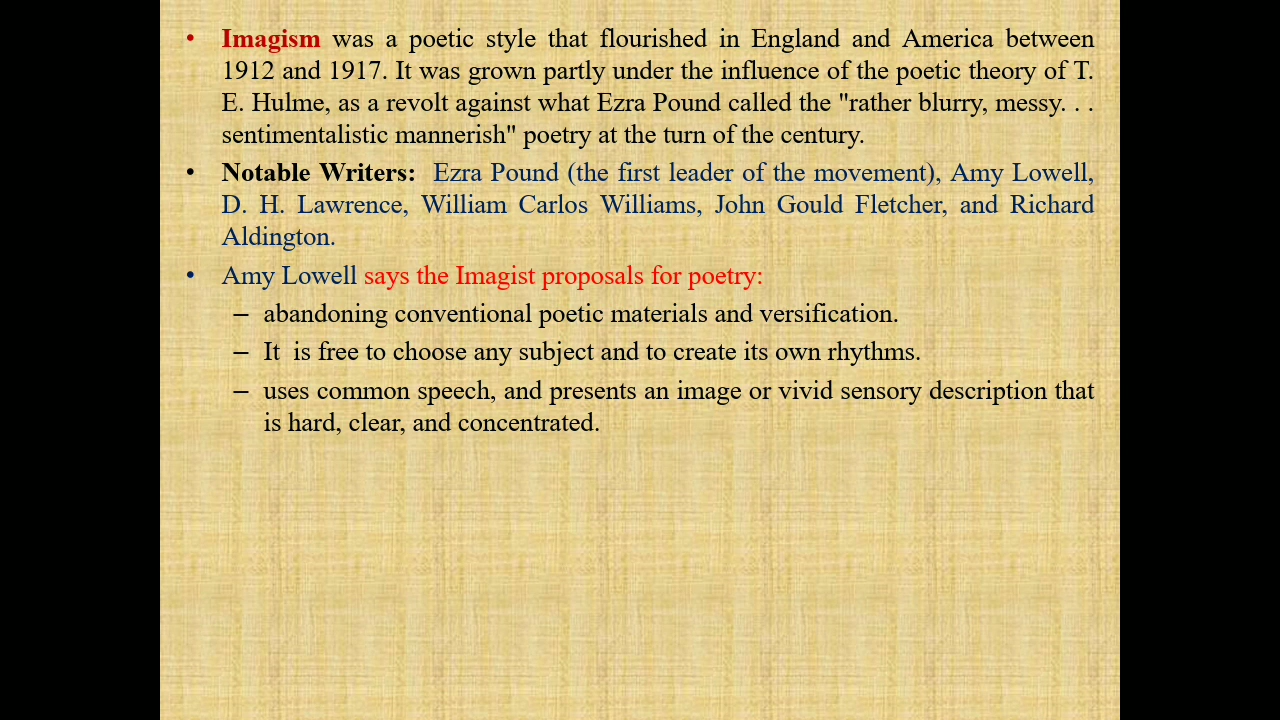 • Imagism was a poetic style that flourished in England and America between
1912 and 1917. It was grown partly under the influence of the poetic theory of T.
E. Hulme, as a revolt against what Ezra Pound called the "rather blurry, messy. . .
sentimentalistic mannerish" poetry at the turn of the century.
• Notable Writers: Ezra Pound (the first leader of the movement), Amy Lowell,
D. H. Lawrence, William Carlos Williams, John Gould Fletcher, and Richard
Aldington.
• Amy Lowell says the Imagist proposals for poetry:
– abandoning conventional poetic materials and versification.
– It  is free to choose any subject and to create its own rhythms.
– uses common speech, and presents an image or vivid sensory description that
is hard, clear, and concentrated.